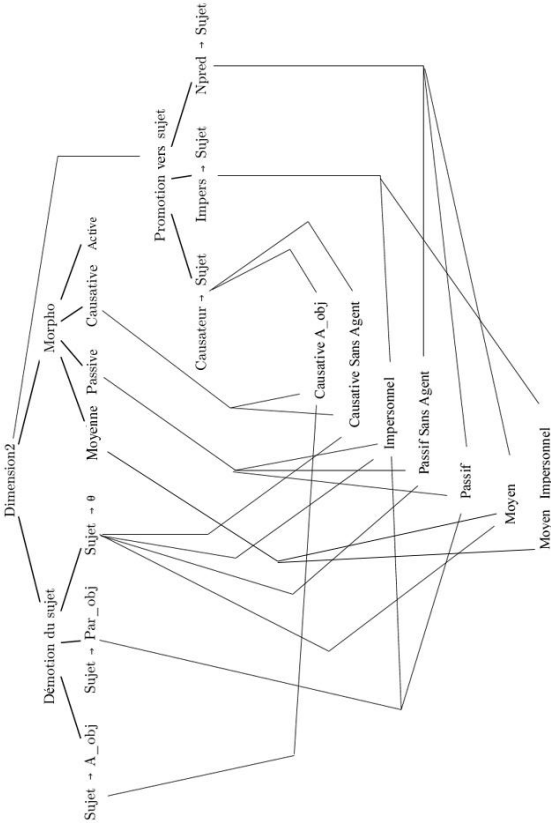 Dimension2
Démotion du sujet
Morpho
Sujet → A_obj
Sujet → Par_obj
Sujet → θ
Moyenne
Passive
Causative
Active
Promotion vers sujet
Causateur → Sujet
Impers → Sujet
Npred → Sujet
Causative A_obj
Causative Sans Agent
Impersonnel
Passif Sans Agent
Passif
Moyen
Moyen Impersonnel